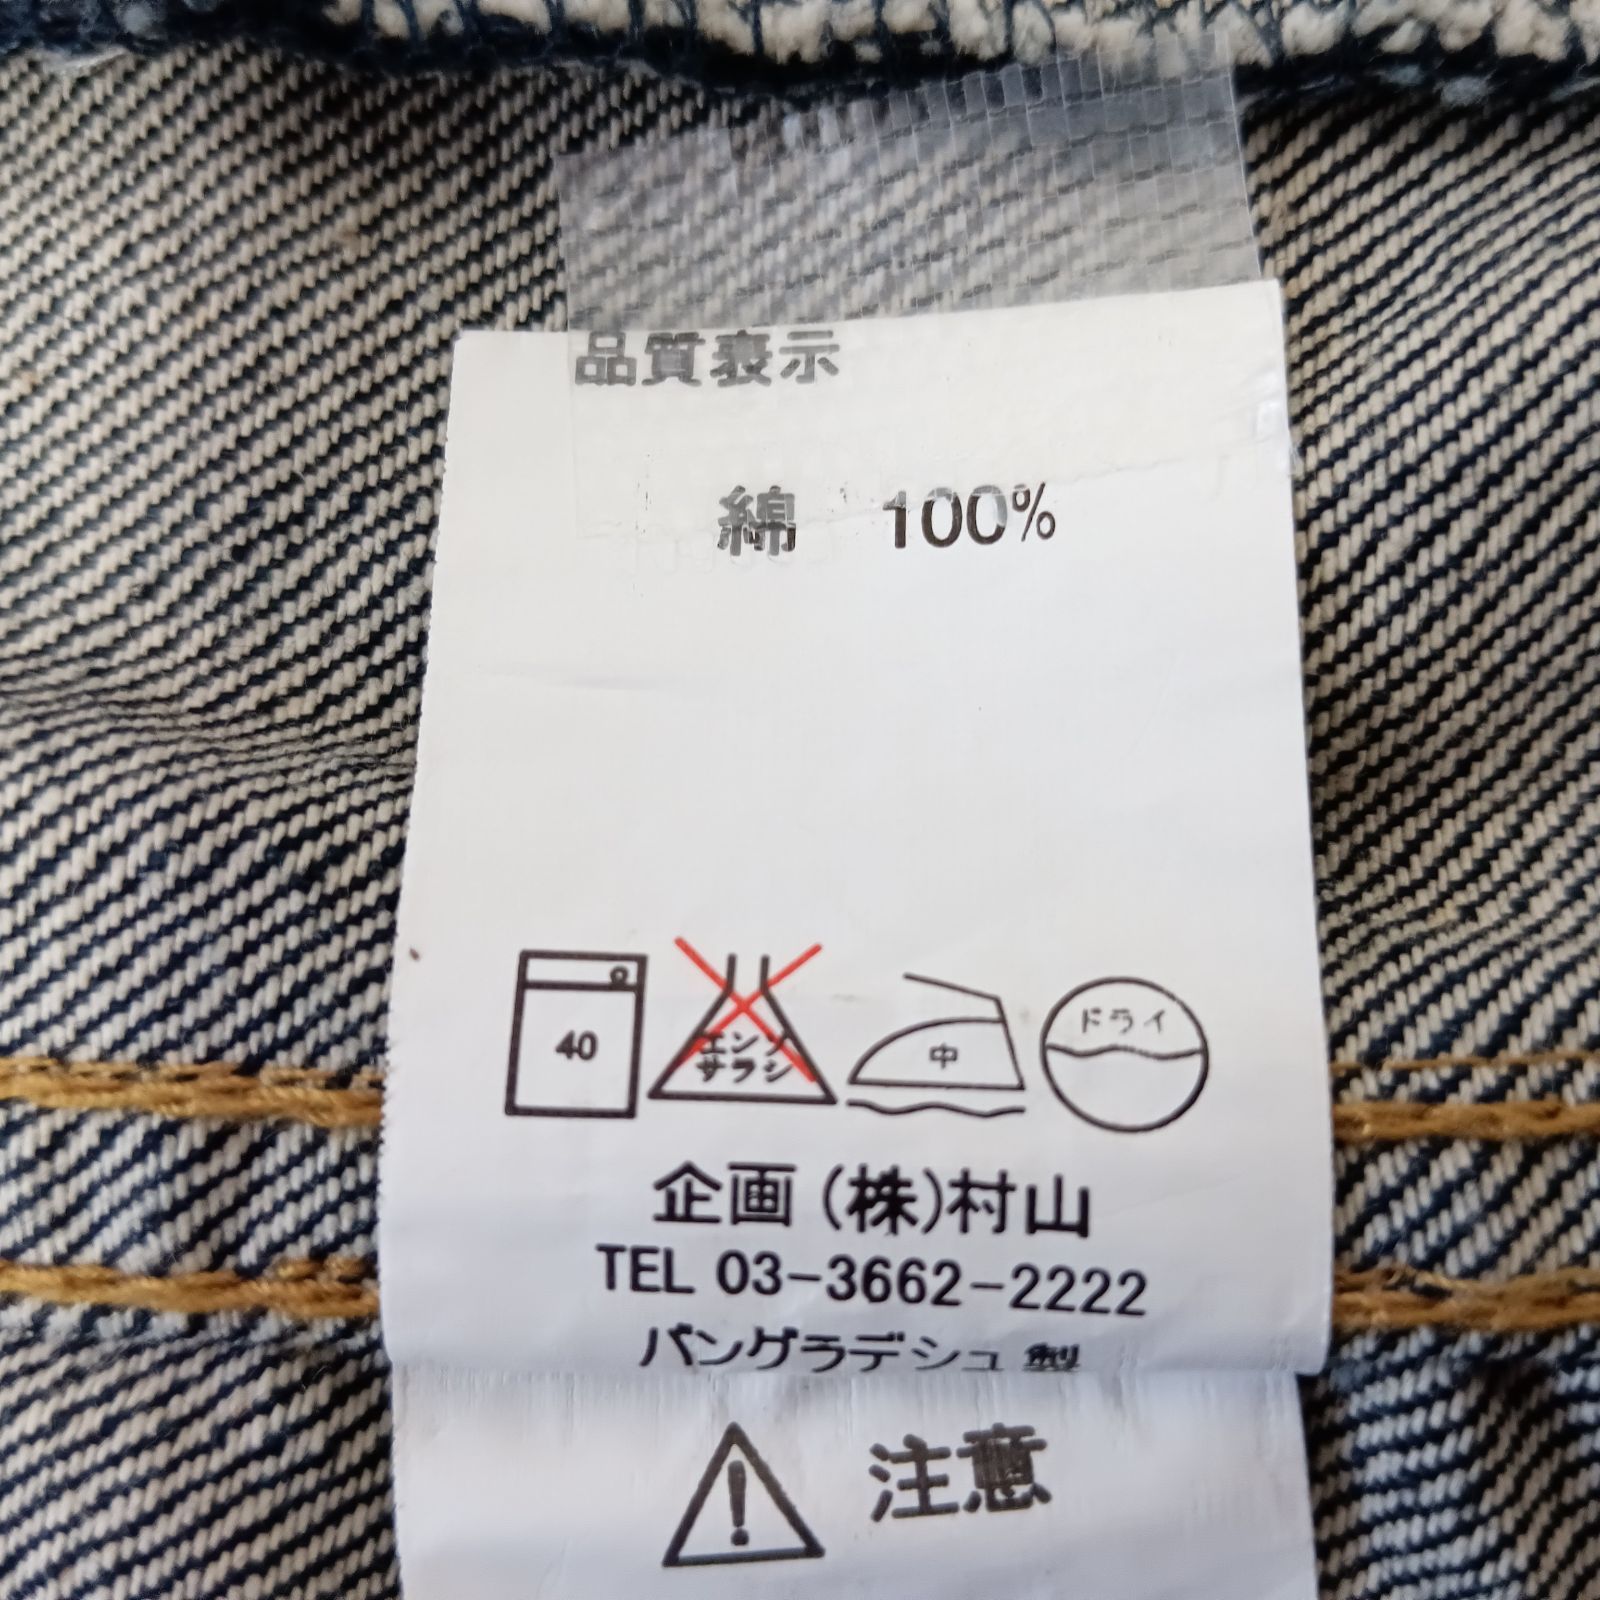 品質表示
綿 100%
40
エンソ
サラシ
中
ドライ
企画(株)村山
TEL 03-3662-2222
バングラデシュ製
注意